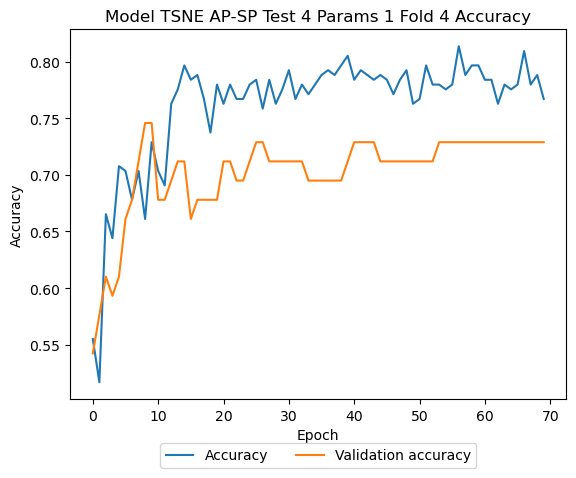 Model TSNE AP-SP Test 4 Params 1 Fold 4 Accuracy
0.80
0.75
0.70
0.65
0.60
0.55
Accuracy
0 10 20 30 40 50 60 70
Epoch
Accuracy Validation accuracy